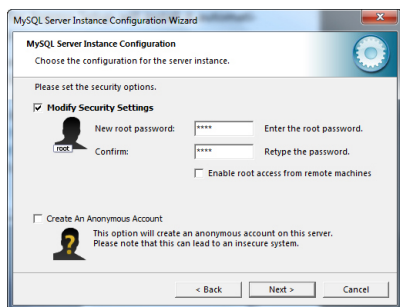 MySQL Server Instance Configuration Wizard
MySQL Server Instance Configuration
Choose the configuration for the server instance.
Please set the security options.
Modify Security Settings
root
New root password: **** Enter the root password.
Confirm: **** Retype the password.
Enable root access from remote machines
Create An Anonymous Account
This option will create an anonymous account on this server.
Please note that this can lead to an insecure system.
< Back Next > Cancel